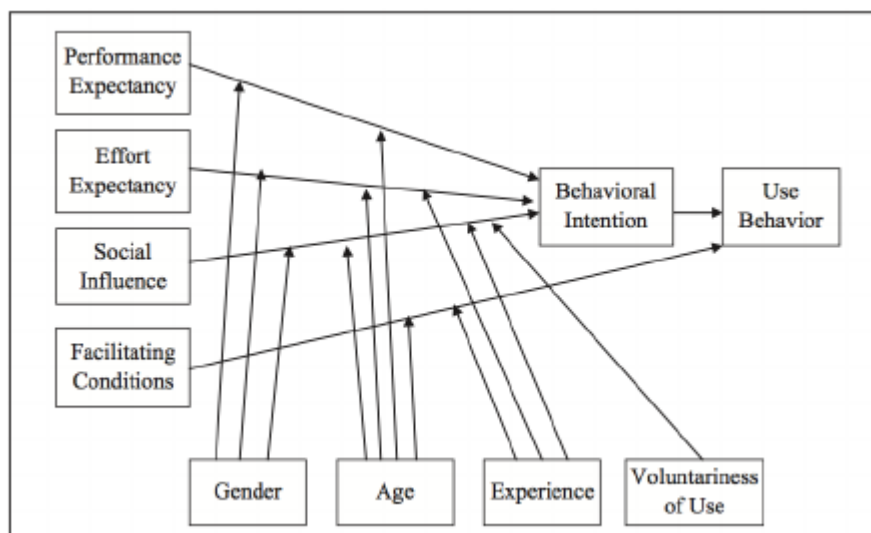 Performance
Expectancy
Effort
Expectancy
Behavioral
Intention
Use
Behavior
Social
Influence
Facilitating
Conditions
Gender
Age
Experience
Voluntariness
of Use